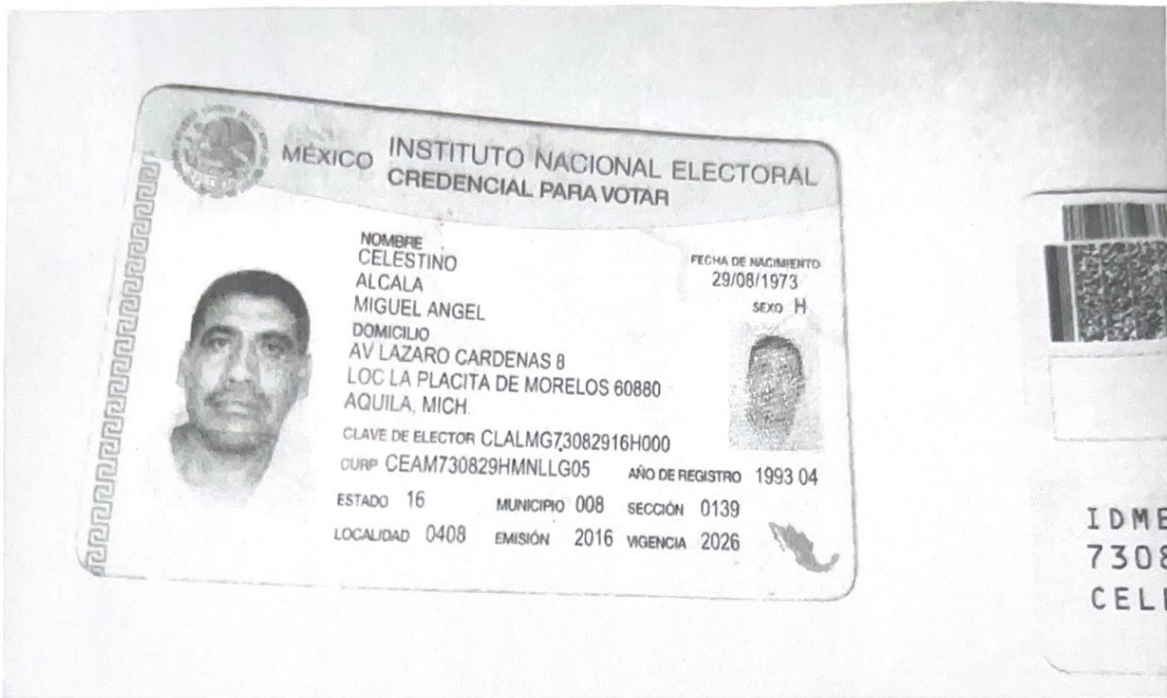 MÉXICO INSTITUTO NACIONAL ELECTORAL
CREDENCIAL PARA VOTAR
NOMBRE
CELESTINO
ALCALA
MIGUEL ANGEL
DOMICILIO
AV LAZARO CARDENAS 8
LOC LA PLACITA DE MORELOS 60880
AQUILA, MICH.
FECHA DE NACIMIENTO
29/08/1973
SEXO H
CLAVE DE ELECTOR CLALMG73082916H000
CURP CEAM730829HMNLLG05 AÑO DE REGISTRO 1993 04
ESTADO 16 MUNICIPIO 008 SECCIÓN 0139
LOCALIDAD 0408 EMISIÓN 2016 VIGENCIA 2026
IDME
7308
CEL